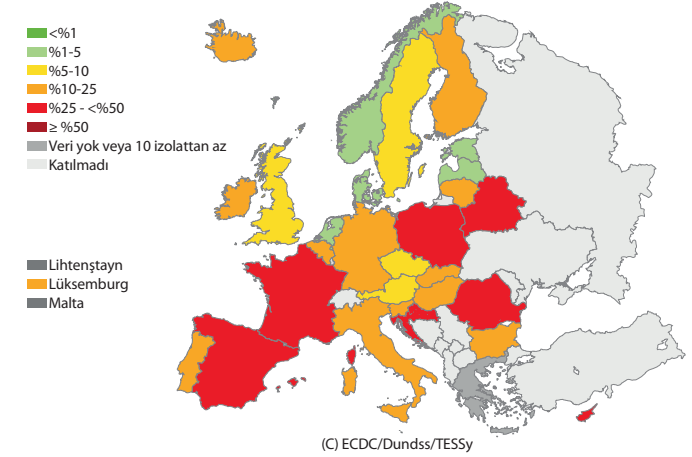 <%1
%1-5
%5-10
%10-25
%25 - <%50
≥ %50
Veri yok veya 10 izolattan az
Katılmadı
Lihtenştayn
Lüksemburg
Malta
(C) ECDC/Dundss/TESSy